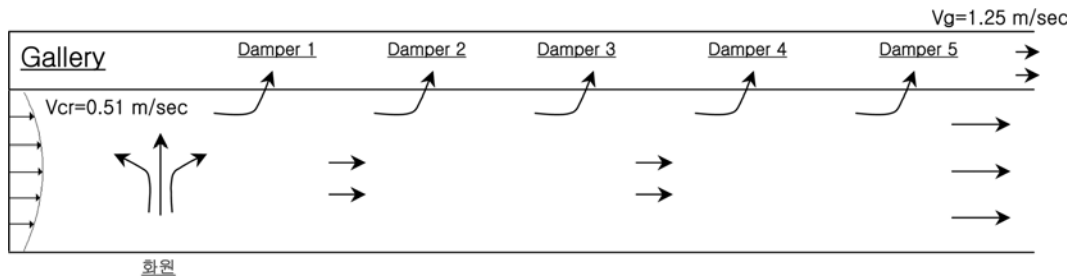 Vg=1.25 m/sec
Gallery
Damper 1
Damper 2
Damper 3
Damper 4
Damper 5
Vcr=0.51 m/sec
화원